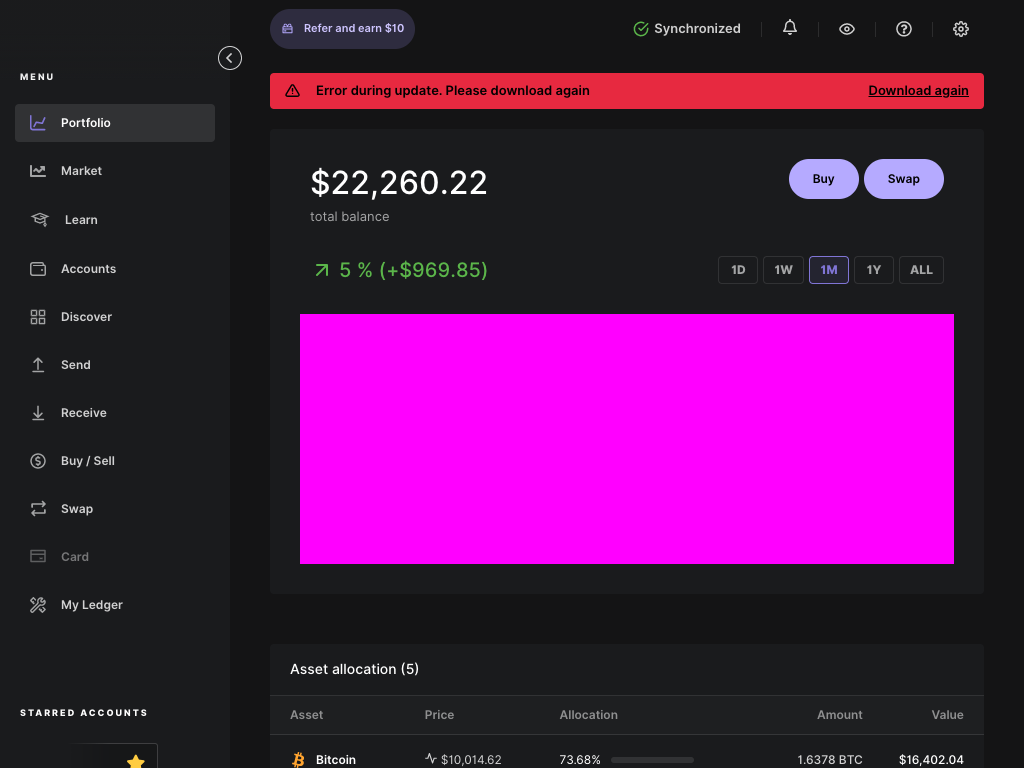 Refer and earn $10
Synchronized
MENU
Error during update. Please download again
Download again
Portfolio
Market
Learn
Accounts
Discover
Send
Receive
Buy / Sell
Swap
Card
My Ledger
STARRED ACCOUNTS
$22,260.22
total balance
Buy
Swap
5 % (+$969.85)
1D
1W
1M
1Y
ALL
Asset allocation (5)
Asset Price Allocation Amount Value
Bitcoin $10,014.62 73.68% 1.6378 BTC $16,402.04